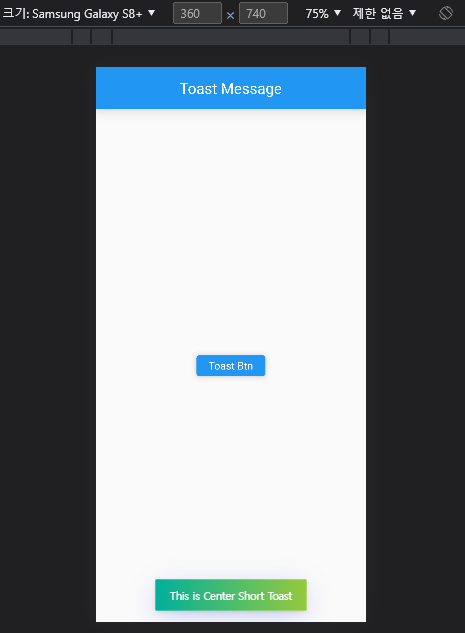 크기: Samsung Galaxy S8+ ▼ 360 × 740 75% ▼ 제한 없음 ▼
Toast Message
Toast Btn
This is Center Short Toast